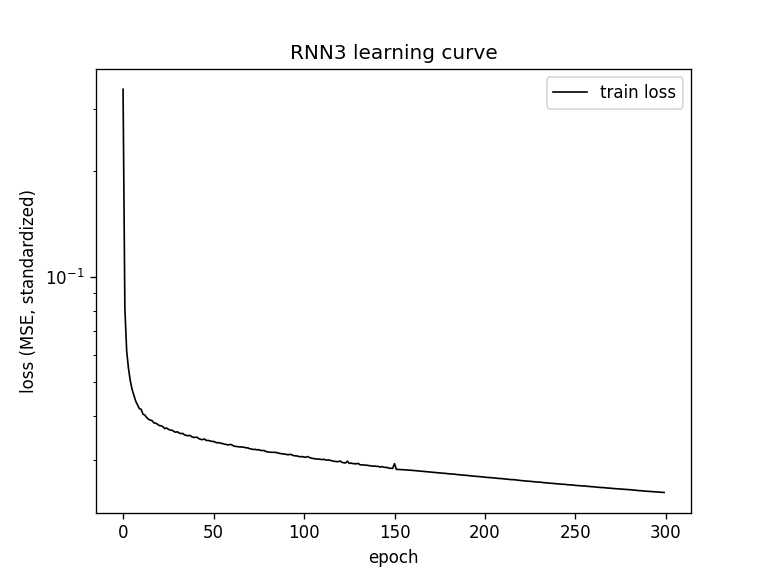 RNN3 learning curve
train loss
loss (MSE, standardized)
10⁻¹
0 50 100 150 200 250 300
epoch